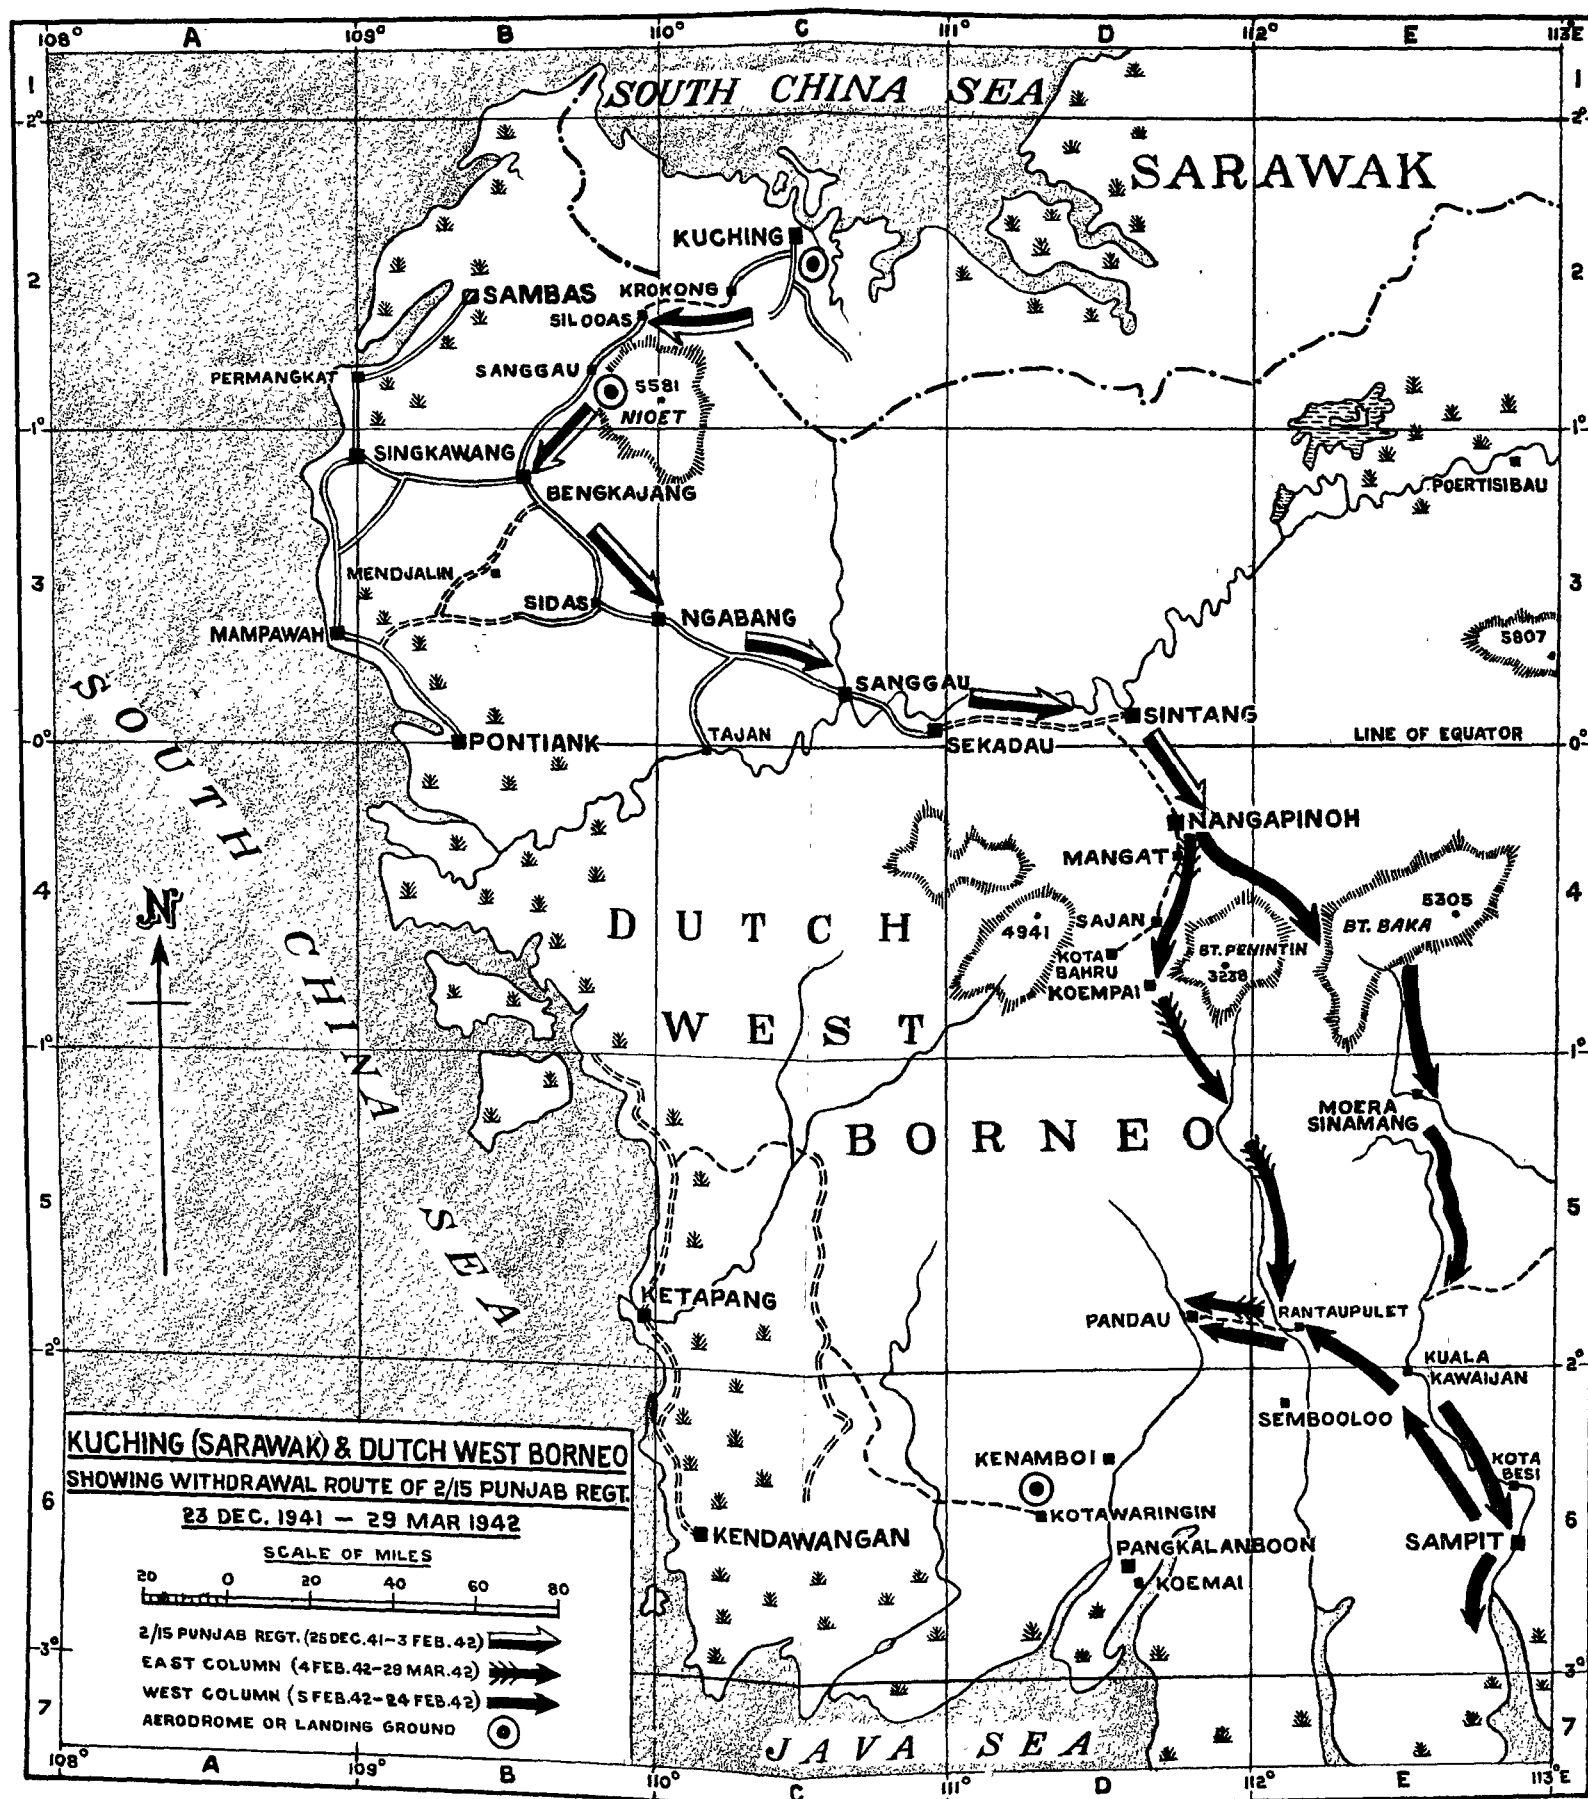 108° A 109° B 110° C 111° D 112° E 113°E
1 1
2° 2°
SOUTH CHINA SEA
SARAWAK
KUCHING
2 2
SAMBAS
KROKONG
SILODAS
SANGGAU
5581
NIOET
PERMANGKAT
1° 1°
SINGKAWANG
BENGKAJANG
POERTISIBAU
MENDJALIN
3 3
SIDAS
NGABANG
MAMPAWAH
5807
SANGGAU
SINTANG
0° 0°
PONTIANK
TAJAN
SEKADAU
LINE OF EQUATOR
SOUTH CHINA SEA
NANGAPINOH
MANGAT
4 4
N
DUTCH
4941
SAJAN
KOTA
BAHRU
KOEMPAI
BT. PENINTIN
3238
5305
BT. BAKA
WEST
1° 1°
BORNEO
MOERA
SINAMANG
5 5
KETAPANG
PANDAU
RANTAUPULET
2° 2°
KUALA
KAWAIJAN
SEMBOOLOO
KENAMBOI
KOTA
BESI
KOTAWARINGIN
6 6
SAMPIT
KENDAWANGAN
PANGKALANBOON
KOEMAI
KUCHING (SARAWAK) & DUTCH WEST BORNEO
SHOWING WITHDRAWAL ROUTE OF 2/15 PUNJAB REGT.
23 DEC. 1941 — 29 MAR 1942
SCALE OF MILES
20 0 20 40 60 80
2/15 PUNJAB REGT. (25 DEC. 41-3 FEB. 42)
EAST COLUMN (4 FEB. 42-29 MAR. 42)
WEST COLUMN (5 FEB. 42-24 FEB. 42)
AERODROME OR LANDING GROUND
3° 3°
7 7
JAVA SEA
108° A 109° B 110° C 111° D 112° E 113°E